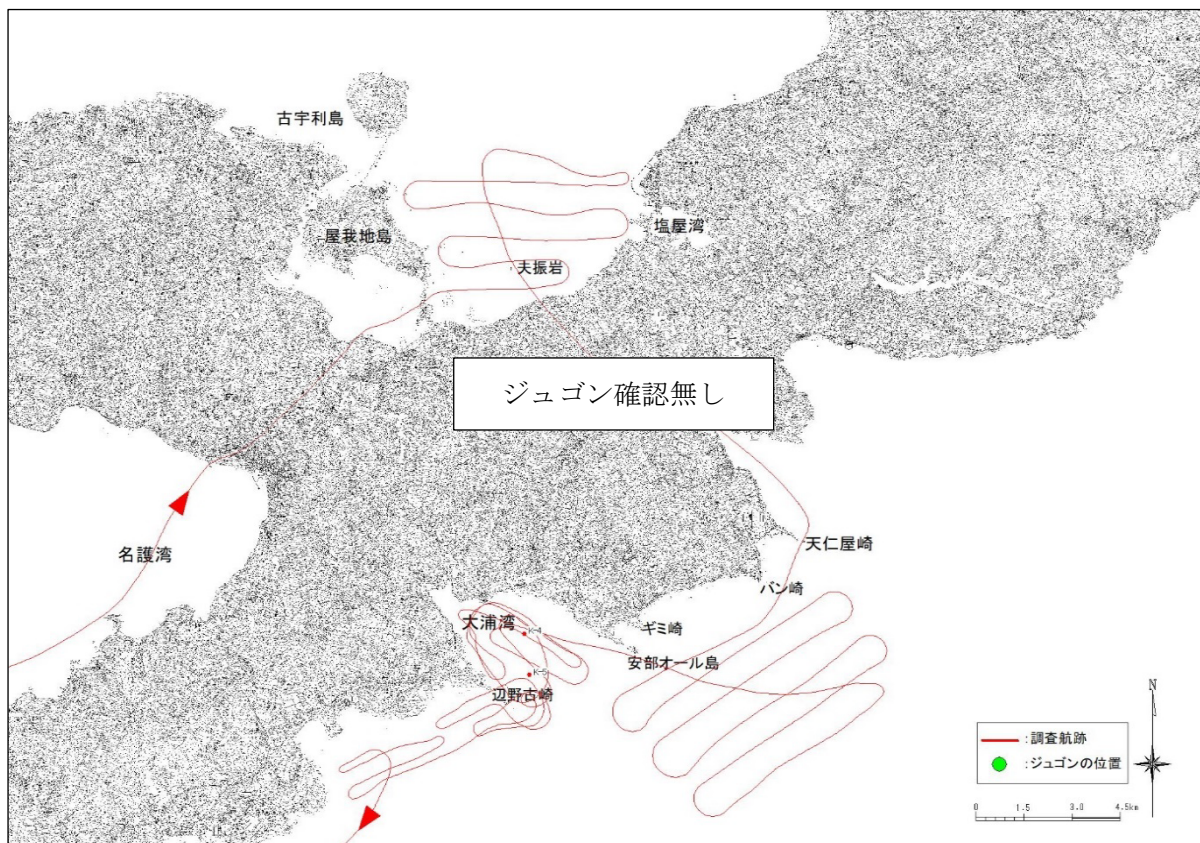 古宇利島
屋我地島
塩屋湾
夫振岩
ジュゴン確認無し
名護湾
天仁屋崎
バン崎
大浦湾
K-4
ギミ崎
安部オール島
K-5
辺野古崎
N
:調査航跡
:ジュゴンの位置
0 1.5 3.0 4.5km